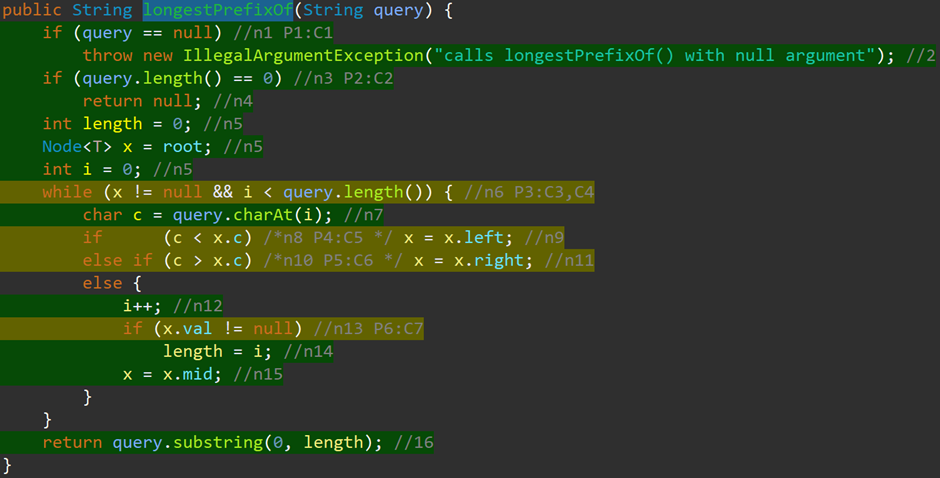 public String longestPrefixOf(String query) {
    if (query == null) //n1 P1:C1
        throw new IllegalArgumentException("calls longestPrefixOf() with null argument"); //2
    if (query.length() == 0) //n3 P2:C2
        return null; //n4
    int length = 0; //n5
    Node<T> x = root; //n5
    int i = 0; //n5
    while (x != null && i < query.length()) { //n6 P3:C3,C4
        char c = query.charAt(i); //n7
        if      (c < x.c) /*n8 P4:C5 */ x = x.left; //n9
        else if (c > x.c) /*n10 P5:C6 */ x = x.right; //n11
        else {
            i++; //n12
            if (x.val != null) //n13 P6:C7
                length = i; //n14
            x = x.mid; //n15
        }
    }
    return query.substring(0, length); //16
}